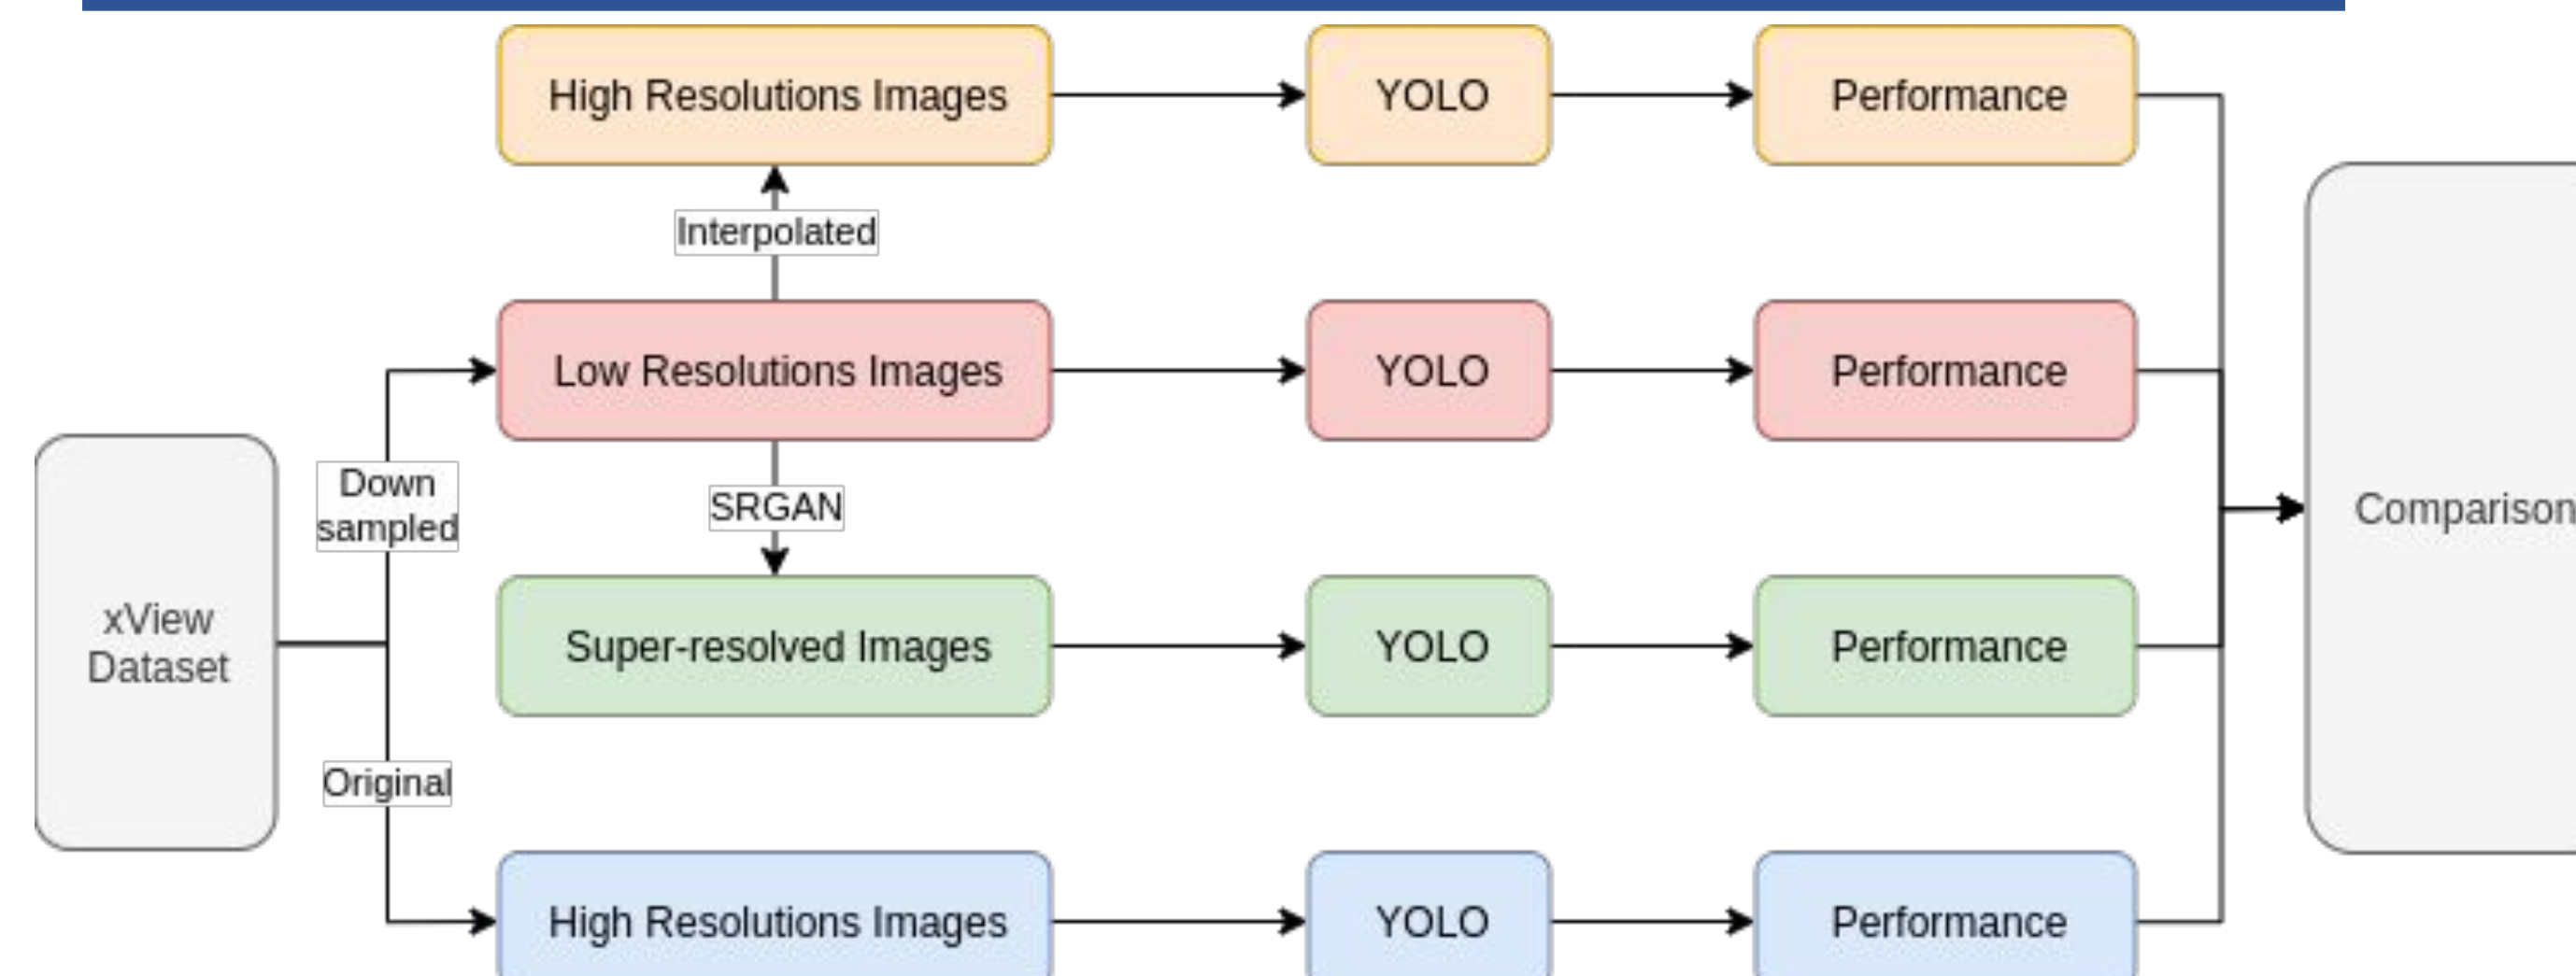 High Resolutions Images
YOLO
Performance
Interpolated
Low Resolutions Images
YOLO
Performance
Down
sampled
SRGAN
Comparison
xView
Dataset
Super-resolved Images
YOLO
Performance
Original
High Resolutions Images
YOLO
Performance